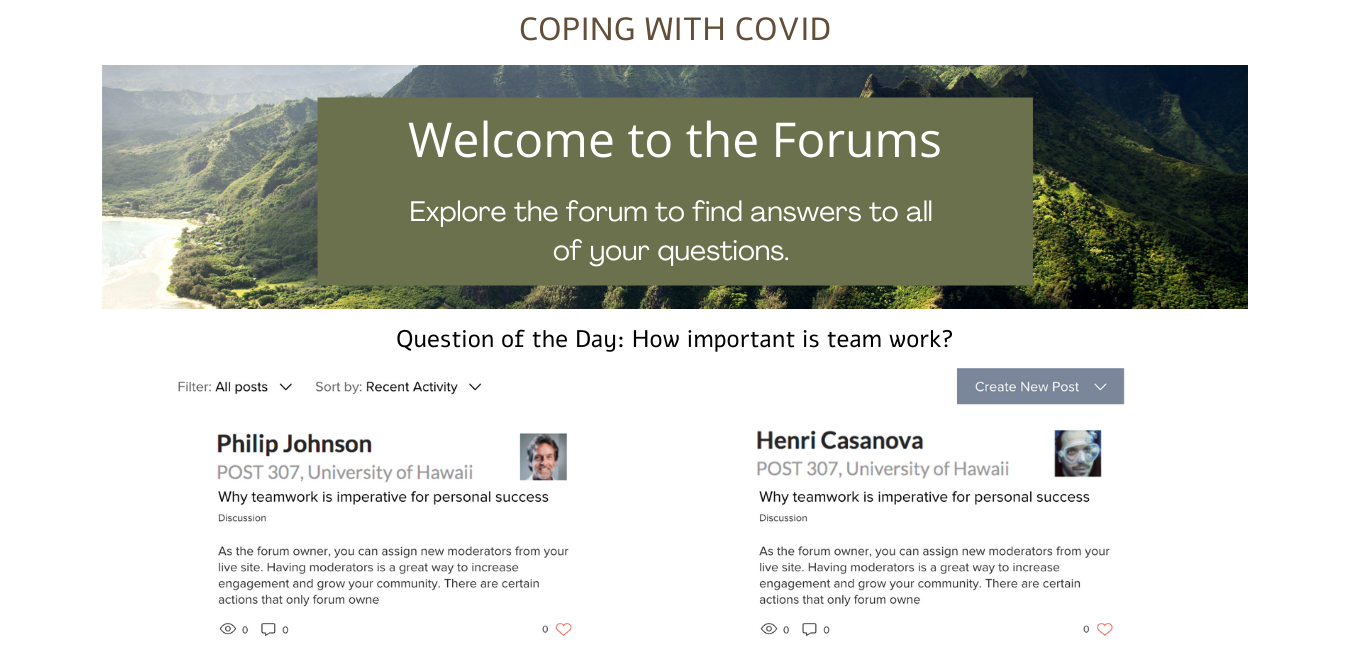 COPING WITH COVID
Welcome to the Forums
Explore the forum to find answers to all
of your questions.
Question of the Day: How important is team work?
Filter: All posts
Sort by: Recent Activity
Create New Post
Philip Johnson
POST 307, University of Hawaii
Why teamwork is imperative for personal success
Discussion
As the forum owner, you can assign new moderators from your
live site. Having moderators is a great way to increase
engagement and grow your community. There are certain
actions that only forum owne
0 0 0
Henri Casanova
POST 307, University of Hawaii
Why teamwork is imperative for personal success
Discussion
As the forum owner, you can assign new moderators from your
live site. Having moderators is a great way to increase
engagement and grow your community. There are certain
actions that only forum owne
0 0 0